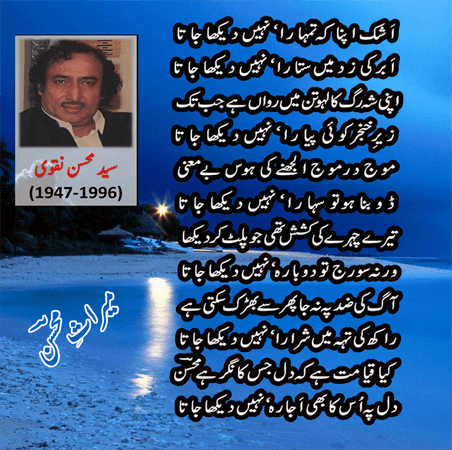 اَشک اپنا کہ تمہارا، نہیں دیکھا جاتا
اَبر کی زد میں ستارا، نہیں دیکھا جاتا
اپنی شہ رگ کا لہو تن میں رواں ہے جب تک
زیرِ خنجر کوئی پیارا، نہیں دیکھا جاتا
موج در موج الجھنے کی ہوس بے معنی
ڈوبتا ہو تو سہارا، نہیں دیکھا جاتا
تیرے چہرے کی کشش تھی جو پلٹ کر دیکھا
ورنہ سورج تو دوبارہ، نہیں دیکھا جاتا
آگ کی ضد پہ نہ جا پھر سے بھڑک سکتی ہے
راکھ کی تہہ میں شرارا، نہیں دیکھا جاتا
کیا قیامت ہے کہ دل جس کا نگر ہے محسنؔ
دل پہ اُس کا بھی اَجارہ، نہیں دیکھا جاتا
سید محسن نقوی
(1947-1996)
میراثِ محسنؔ